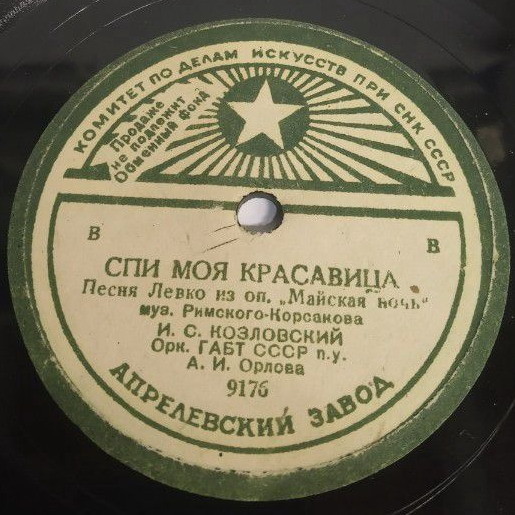 КОМИТЕТ ПО ДЕЛАМ ИСКУССТВ ПРИ СНК СССР
Продаже
не подлежит
Обменный фонд
В В
СПИ МОЯ КРАСАВИЦА
Песня Левко из оп. „Майская ночь"
муз. Римского-Корсакова
И. С. КОЗЛОВСКИЙ
Орк. ГАБТ СССР п.у.
А. И. Орлова
9176
АПРЕЛЕВСКИЙ ЗАВОД